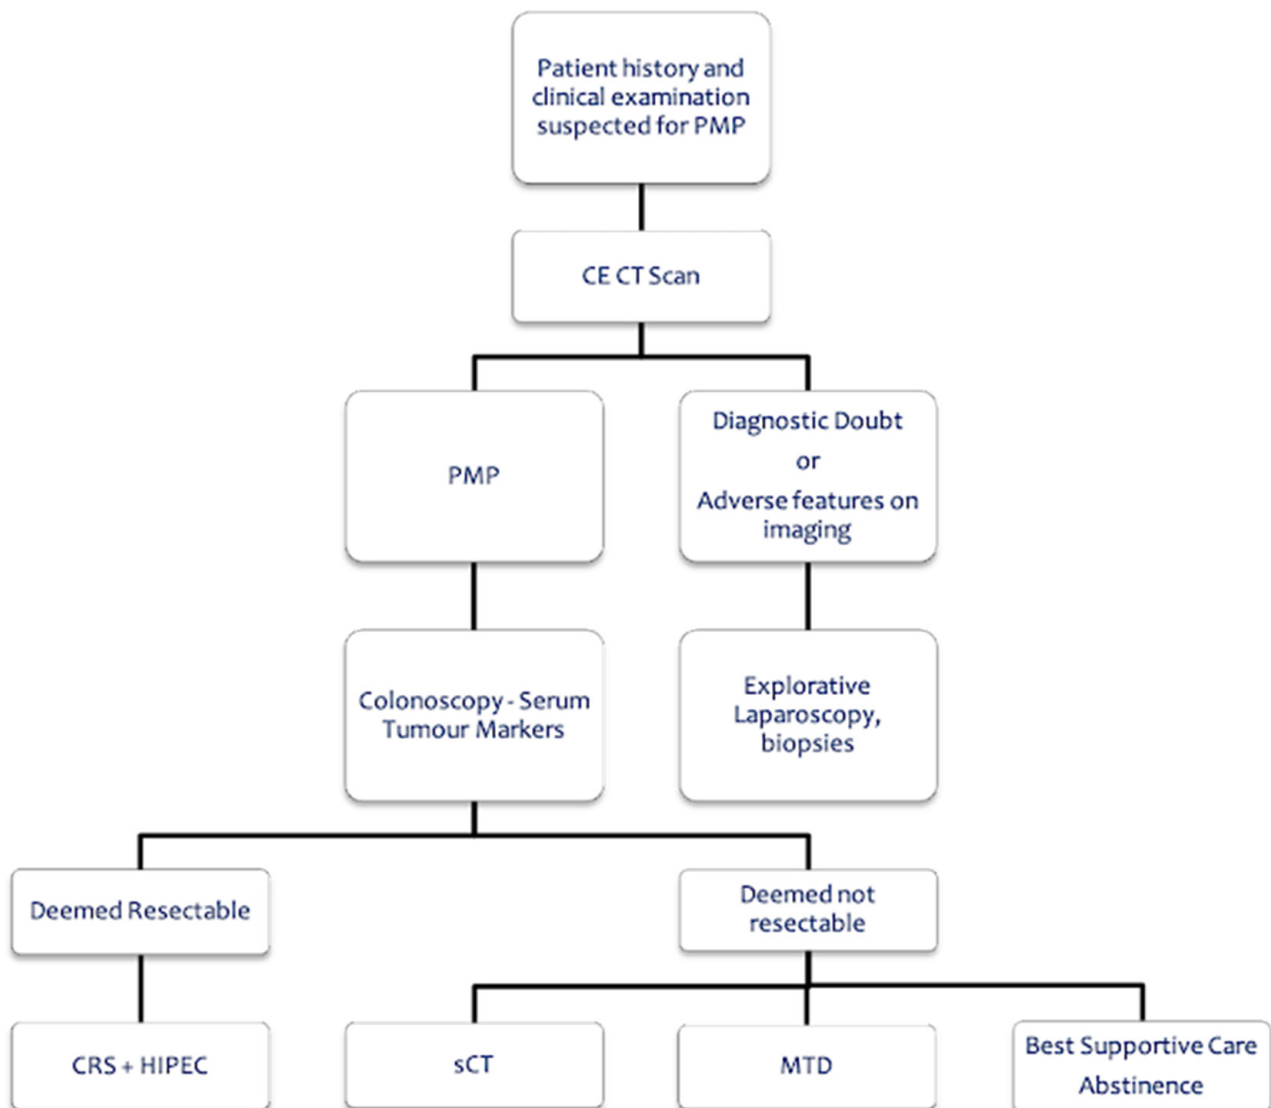 Patient history and
clinical examination
suspected for PMP
CE CT Scan
PMP
Diagnostic Doubt
or
Adverse features on
imaging
Colonoscopy - Serum
Tumour Markers
Explorative
Laparoscopy,
biopsies
Deemed Resectable
Deemed not
resectable
CRS + HIPEC
sCT
MTD
Best Supportive Care
Abstinence